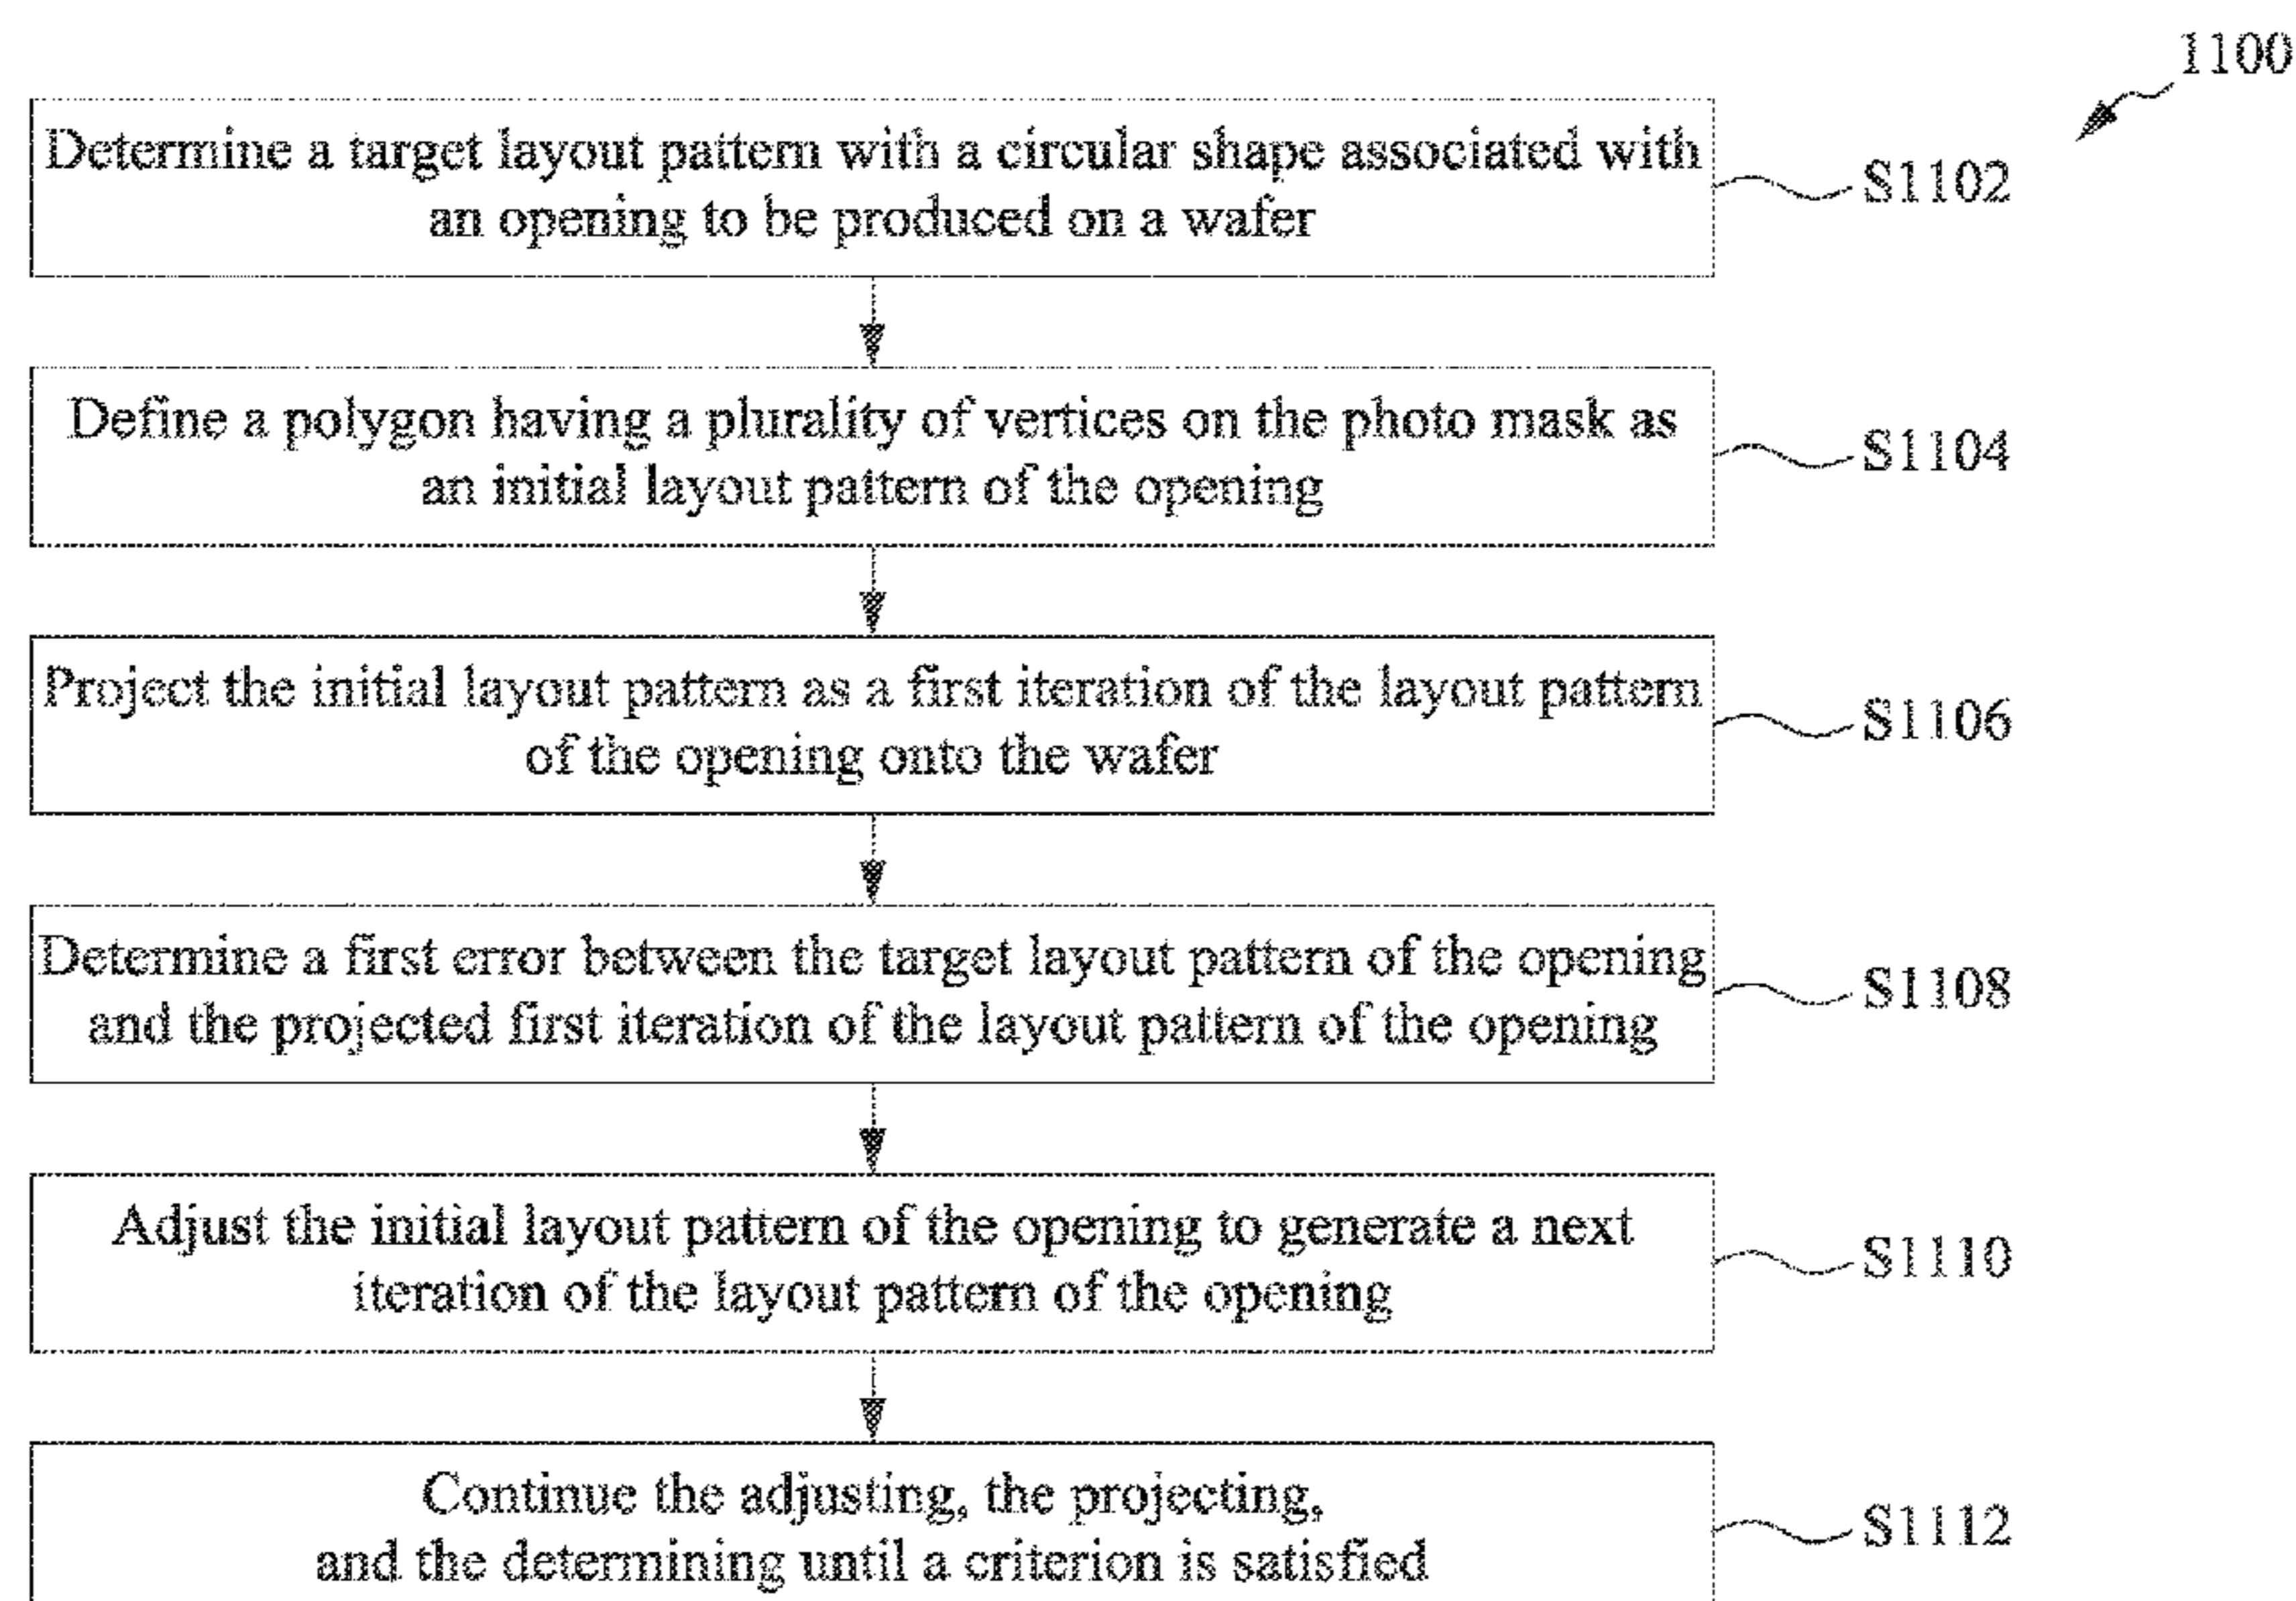 1100
Determine a target layout pattern with a circular shape associated with
an opening to be produced on a wafer
S1102
Define a polygon having a plurality of vertices on the photo mask as
an initial layout pattern of the opening
S1104
Project the initial layout pattern as a first iteration of the layout pattern
of the opening onto the wafer
S1106
Determine a first error between the target layout pattern of the opening
and the projected first iteration of the layout pattern of the opening
S1108
Adjust the initial layout pattern of the opening to generate a next
iteration of the layout pattern of the opening
S1110
Continue the adjusting, the projecting,
and the determining until a criterion is satisfied
S1112